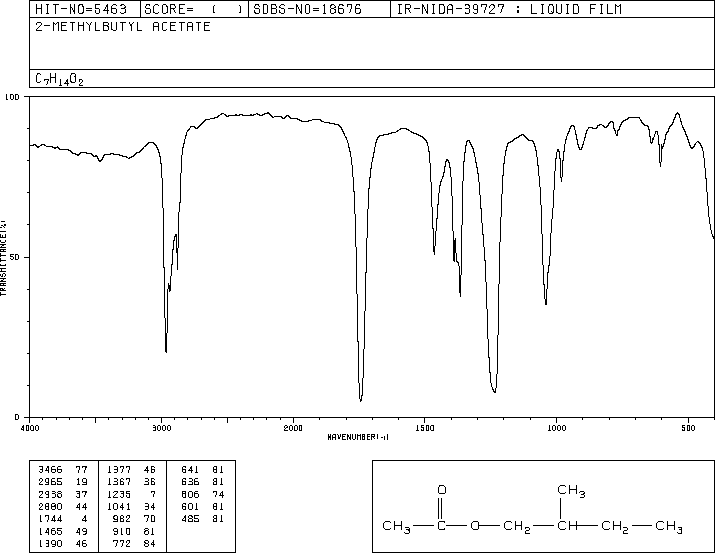 HIT-NO=5463 SCORE= ( ) SDBS-NO=18676 IR-NIDA-39727 : LIQUID FILM
2-METHYLBUTYL ACETATE
C7H14O2
100
50
0
TRANSMITTANCE(%)
4000 3000 2000 1500 1000 500
WAVENUMBER(-1)
3466 77 1377 46 641 81
2965 19 1367 36 636 81
2938 37 1235 7 606 74
2880 44 1041 34 601 81
1744 4 982 70 485 81
1465 49 910 81
1390 46 772 84
O CH3
CH3 C O CH2 CH CH2 CH3